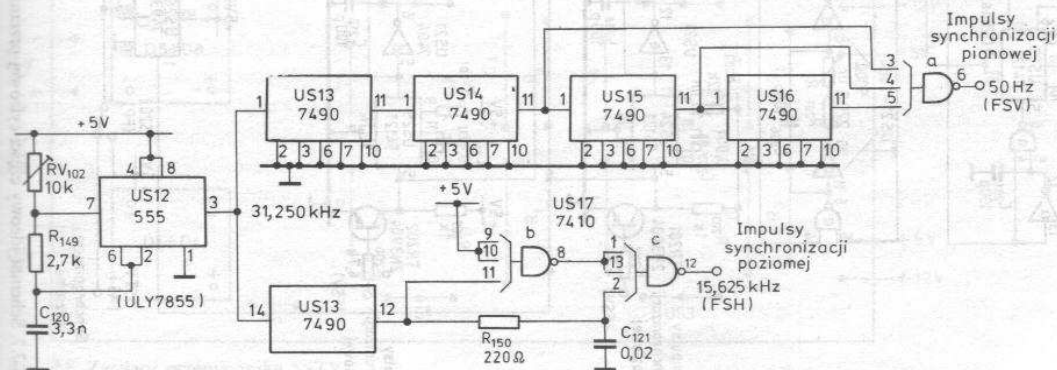 Impulsy
synchronizacji
pionowej
a
3
4
5
6
50 Hz
(FSV)
1
US13
7490
11
1
US14
7490
11
1
US15
7490
11
1
US16
7490
11
2 3 6 7 10
2 3 6 7 10
2 3 6 7 10
2 3 6 7 10
+5V
RV102
10k
4 8
7
US12
555
3
31,250 kHz
R149
2,7k
6 2
1
(ULY7855)
C120
3,3n
+5V
US17
7410
9
10
11
b
8
1
13
2
c
12
Impulsy
synchronizacji
poziomej
15,625 kHz
(FSH)
14
US13
7490
12
R150
220Ω
C121
0,02